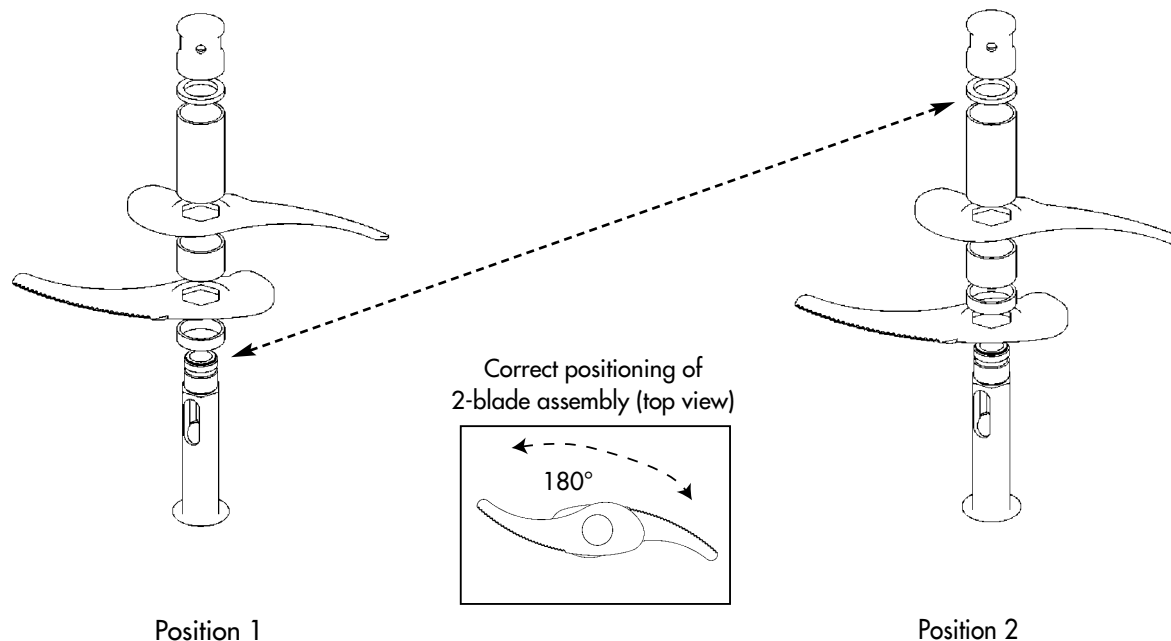 Correct positioning of
2-blade assembly (top view)
180°
Position 1
Position 2